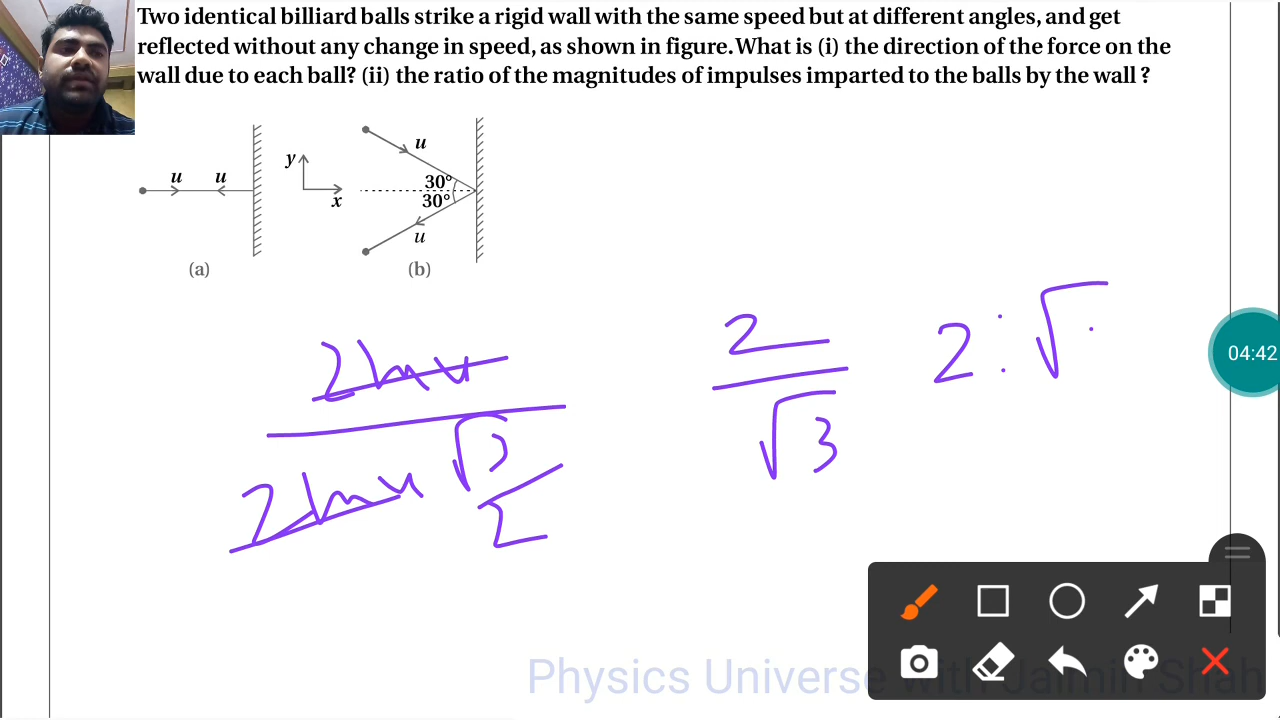 Two identical billiard balls strike a rigid wall with the same speed but at different angles, and get
reflected without any change in speed, as shown in figure.What is (i) the direction of the force on the
wall due to each ball? (ii) the ratio of the magnitudes of impulses imparted to the balls by the wall ?
u u
y
x
u
30°
30°
u
(a)
(b)
2mu
2mu √3
2
2
√3
2 : √
04:42
Physics Universe with Jaimin Shah